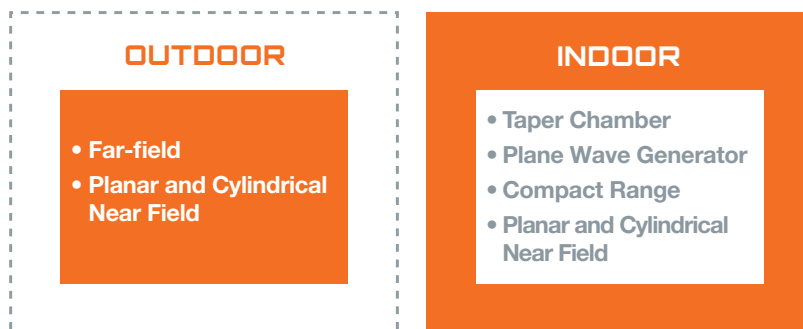 OUTDOOR
• Far-field
• Planar and Cylindrical
Near Field
INDOOR
• Taper Chamber
• Plane Wave Generator
• Compact Range
• Planar and Cylindrical
Near Field